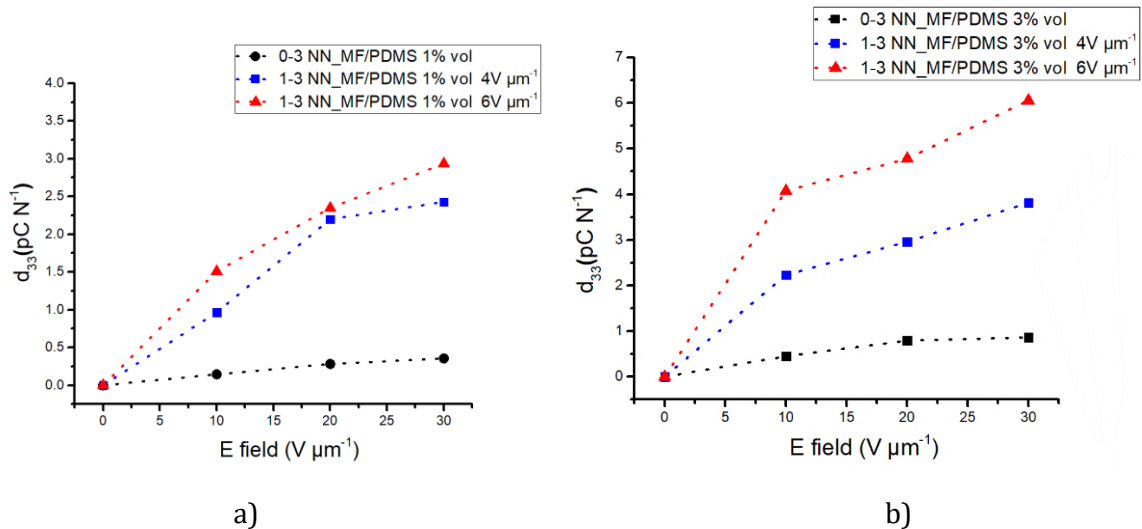 a)
0-3 NN_MF/PDMS 1% vol
1-3 NN_MF/PDMS 1% vol 4V µm⁻¹
1-3 NN_MF/PDMS 1% vol 6V µm⁻¹
4.0
3.5
3.0
2.5
2.0
1.5
1.0
0.5
0.0
d₃₃(pC N⁻¹)
0 5 10 15 20 25 30
E field (V µm⁻¹)
a)
b)
0-3 NN_MF/PDMS 3% vol
1-3 NN_MF/PDMS 3% vol 4V µm⁻¹
1-3 NN_MF/PDMS 3% vol 6V µm⁻¹
7
6
5
4
3
2
1
0
d₃₃(pC N⁻¹)
0 5 10 15 20 25 30
E field (V µm⁻¹)
b)